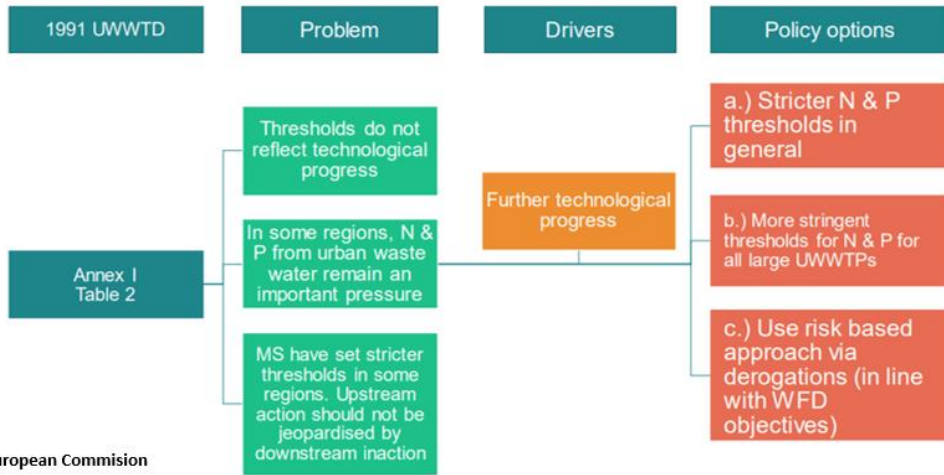 1991 UWWTD
Problem
Drivers
Policy options
Annex I
Table 2
Thresholds do not
reflect technological
progress
In some regions, N &
P from urban waste
water remain an
important pressure
MS have set stricter
thresholds in some
regions. Upstream
action should not be
jeopardised by
downstream inaction
Further technological
progress
a.) Stricter N & P
thresholds in
general
b.) More stringent
thresholds for N & P for
all large UWWTPs
c.) Use risk based
approach via
derogations (in line
with WFD
objectives)
uropean Commision